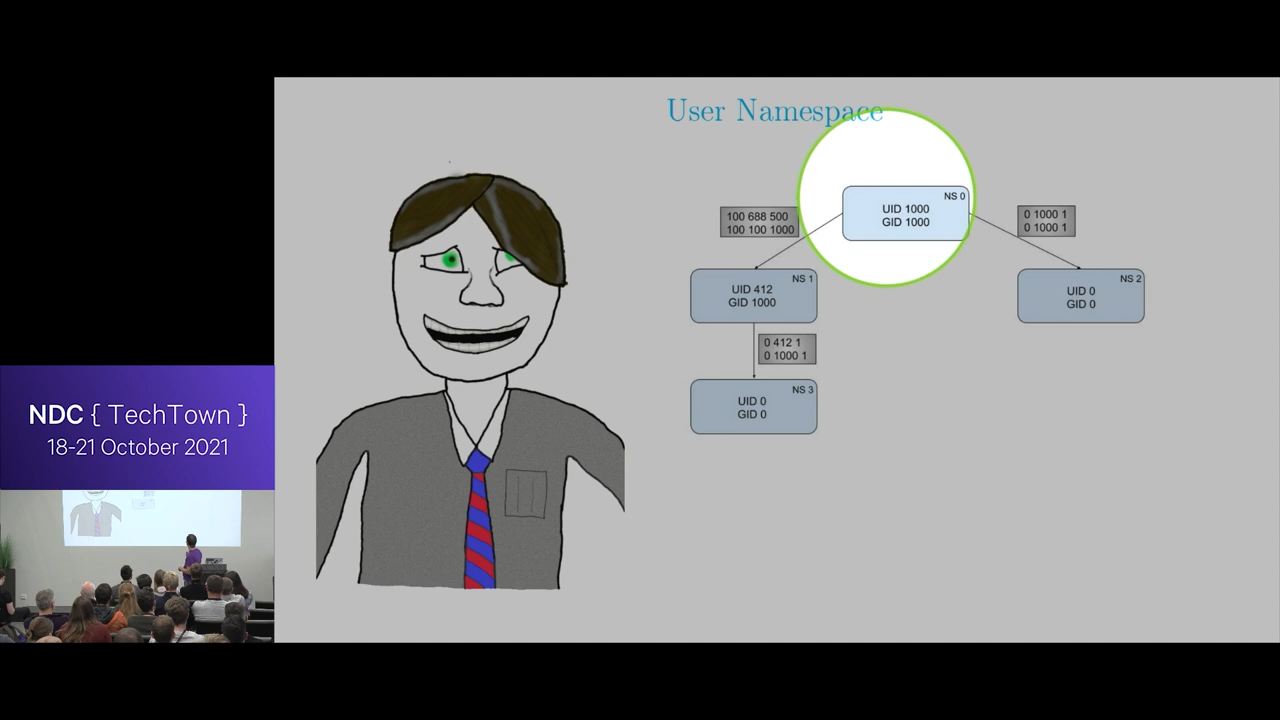 User Namespace
NS 0
UID 1000
GID 1000
100 688 500
100 100 1000
0 1000 1
0 1000 1
NS 1
UID 412
GID 1000
NS 2
UID 0
GID 0
0 412 1
0 1000 1
NS 3
UID 0
GID 0
NDC { TechTown }
18-21 October 2021